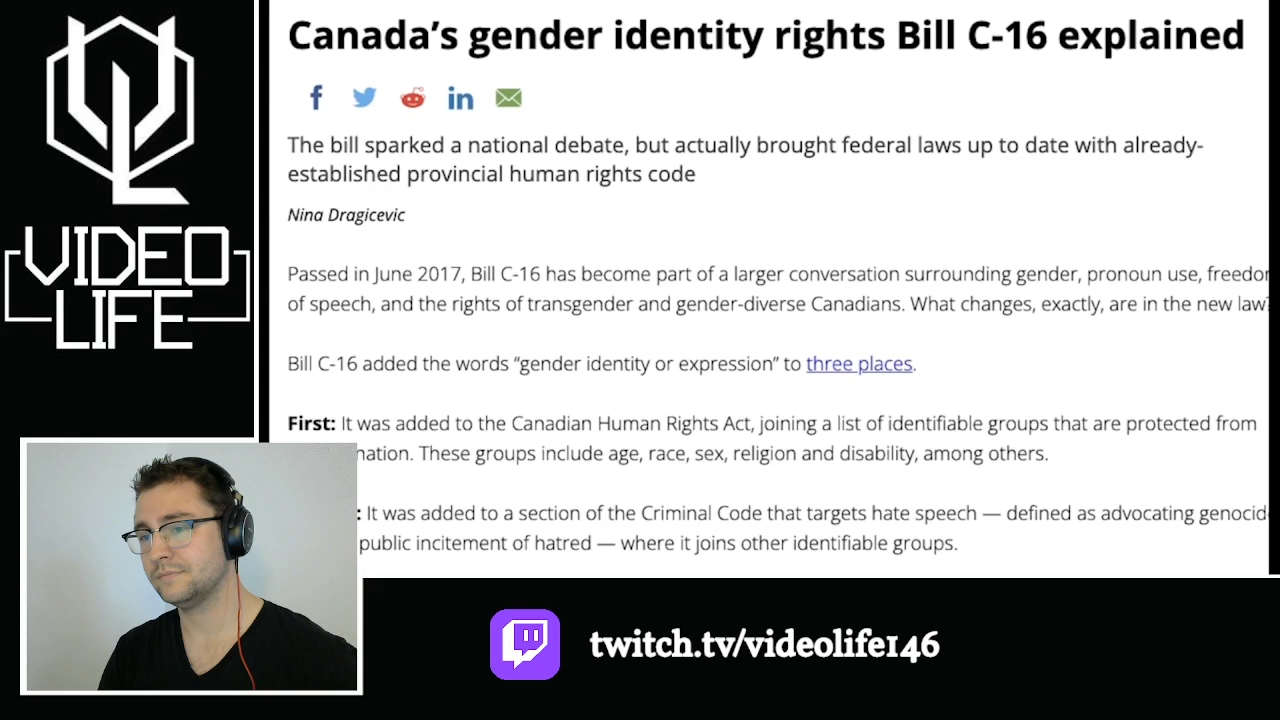 VIDEO
LIFE
Canada's gender identity rights Bill C-16 explained
The bill sparked a national debate, but actually brought federal laws up to date with already-
established provincial human rights code
Nina Dragicevic
Passed in June 2017, Bill C-16 has become part of a larger conversation surrounding gender, pronoun use,
of speech, and the rights of transgender and gender-diverse Canadians. What changes, exactly, are in the new law?
Bill C-16 added the words “gender identity or expression” to three places.
First: It was added to the Canadian Human Rights Act, joining a list of identifiable groups that are protected from
These groups include age, race, sex, religion and disability, among others.
: It was added to a section of the Criminal Code that targets hate speech — defined as advocating
public incitement of hatred — where it joins other identifiable groups.
twitch.tv/videolife146